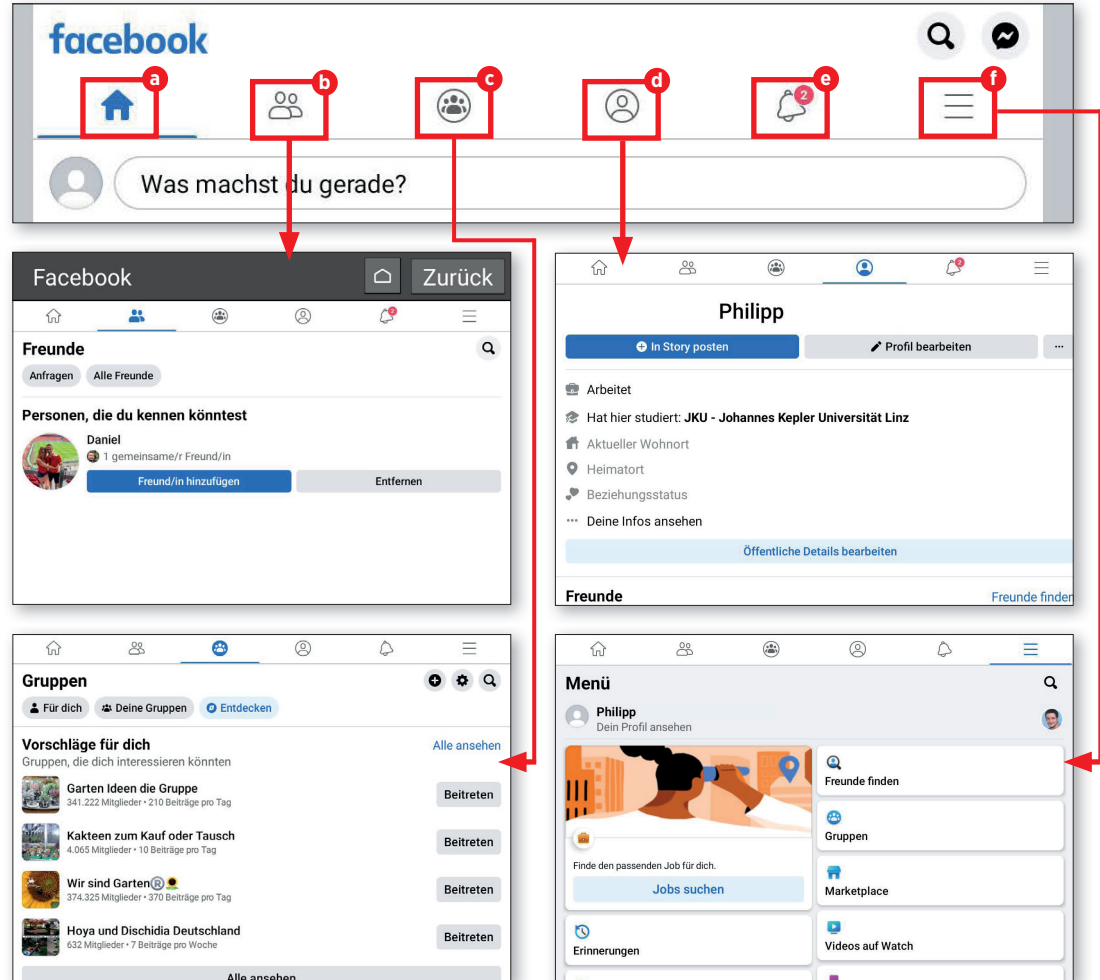 facebook
a
b
c
d
e
f
2
Was machst du gerade?
Facebook
Zurück
2
Freunde
Anfragen Alle Freunde
Personen, die du kennen könntest
Daniel
1 gemeinsame/r Freund/in
Freund/in hinzufügen Entfernen
2
Philipp
In Story posten Profil bearbeiten ...
Arbeitet
Hat hier studiert: JKU - Johannes Kepler Universität Linz
Aktueller Wohnort
Heimatort
Beziehungsstatus
Deine Infos ansehen
Öffentliche Details bearbeiten
Freunde Freunde finden
Gruppen
Für dich Deine Gruppen Entdecken
Vorschläge für dich Alle ansehen
Gruppen, die dich interessieren könnten
Garten Ideen die Gruppe
341.222 Mitglieder • 210 Beiträge pro Tag
Beitreten
Kakteen zum Kauf oder Tausch
4.065 Mitglieder • 10 Beiträge pro Tag
Beitreten
Wir sind Garten®🌻
374.325 Mitglieder • 370 Beiträge pro Tag
Beitreten
Hoya und Dischidia Deutschland
632 Mitglieder • 7 Beiträge pro Woche
Beitreten
Alle ansehen
Menü
Philipp
Dein Profil ansehen
Finde den passenden Job für dich.
Jobs suchen
Erinnerungen
Freunde finden
Gruppen
Marketplace
Videos auf Watch